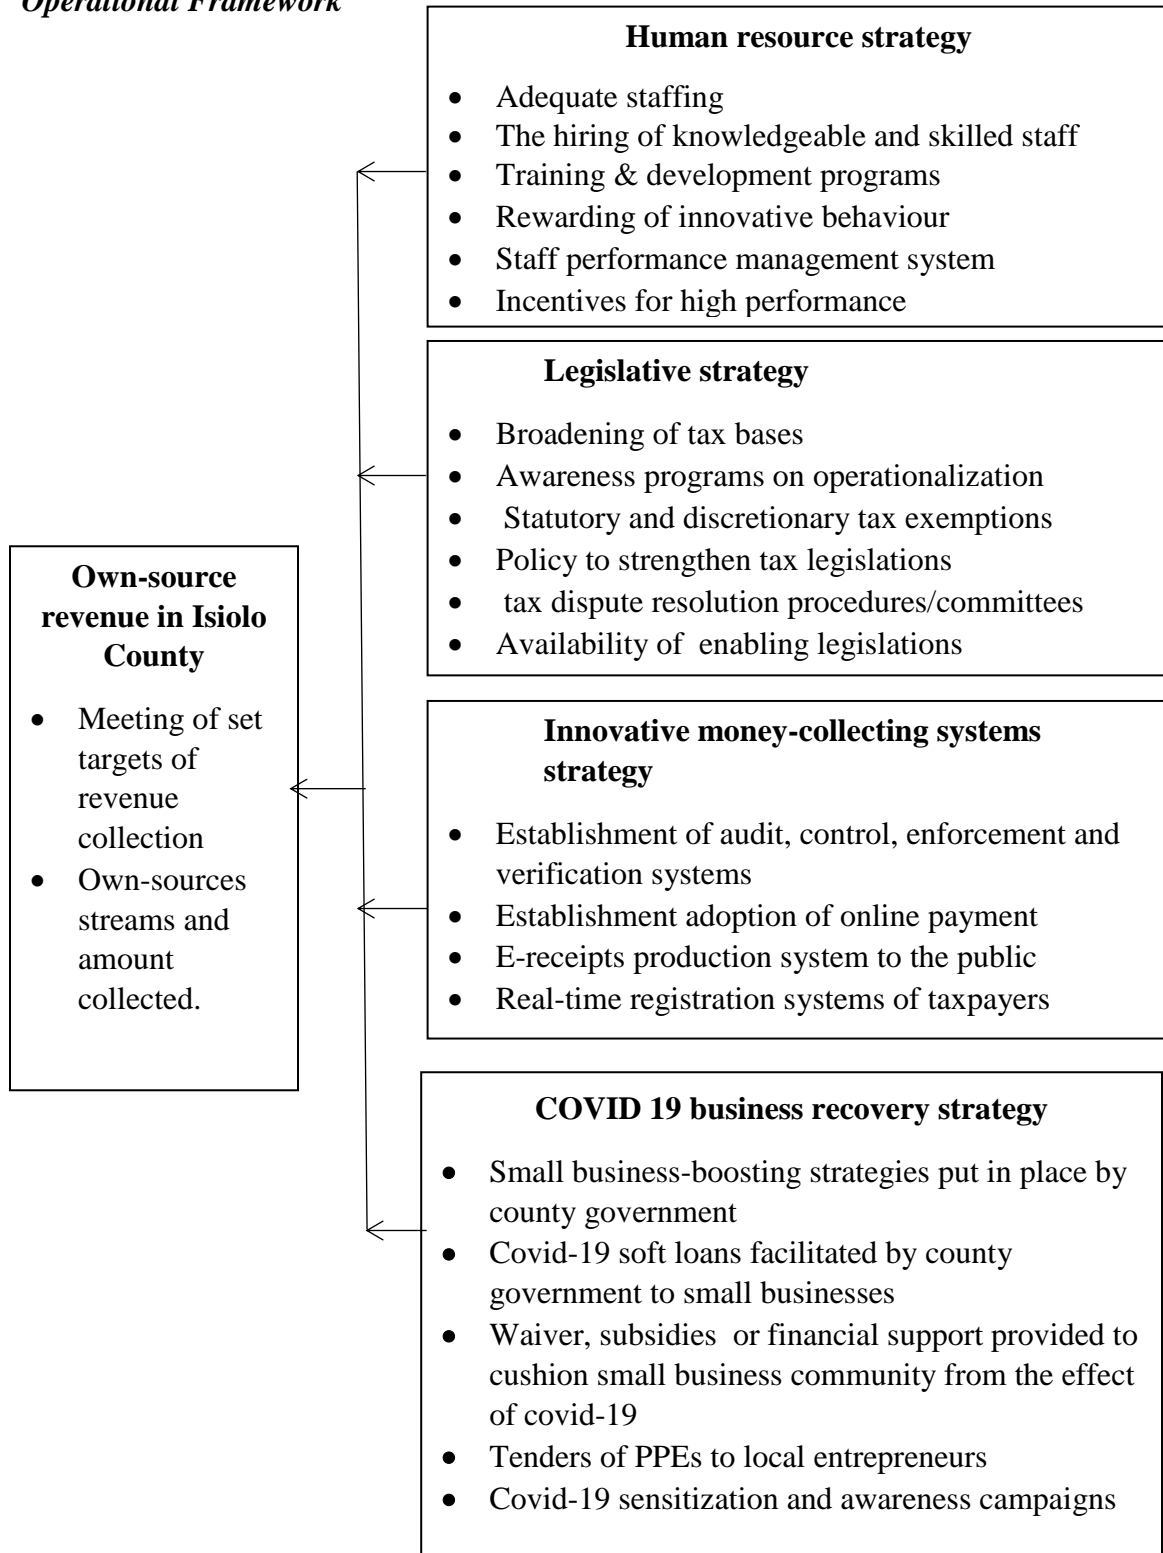 Operational Framework
Human resource strategy
• Adequate staffing
• The hiring of knowledgeable and skilled staff
• Training & development programs
• Rewarding of innovative behaviour
• Staff performance management system
• Incentives for high performance
Legislative strategy
• Broadening of tax bases
• Awareness programs on operationalization
• Statutory and discretionary tax exemptions
• Policy to strengthen tax legislations
• tax dispute resolution procedures/committees
• Availability of enabling legislations
Own-source
revenue in Isiolo
County
• Meeting of set
targets of
revenue
collection
• Own-sources
streams and
amount
collected.
Innovative money-collecting systems
strategy
• Establishment of audit, control, enforcement and
verification systems
• Establishment adoption of online payment
• E-receipts production system to the public
• Real-time registration systems of taxpayers
COVID 19 business recovery strategy
• Small business-boosting strategies put in place by
county government
• Covid-19 soft loans facilitated by county
government to small businesses
• Waiver, subsidies or financial support provided to
cushion small business community from the effect
of covid-19
• Tenders of PPEs to local entrepreneurs
• Covid-19 sensitization and awareness campaigns